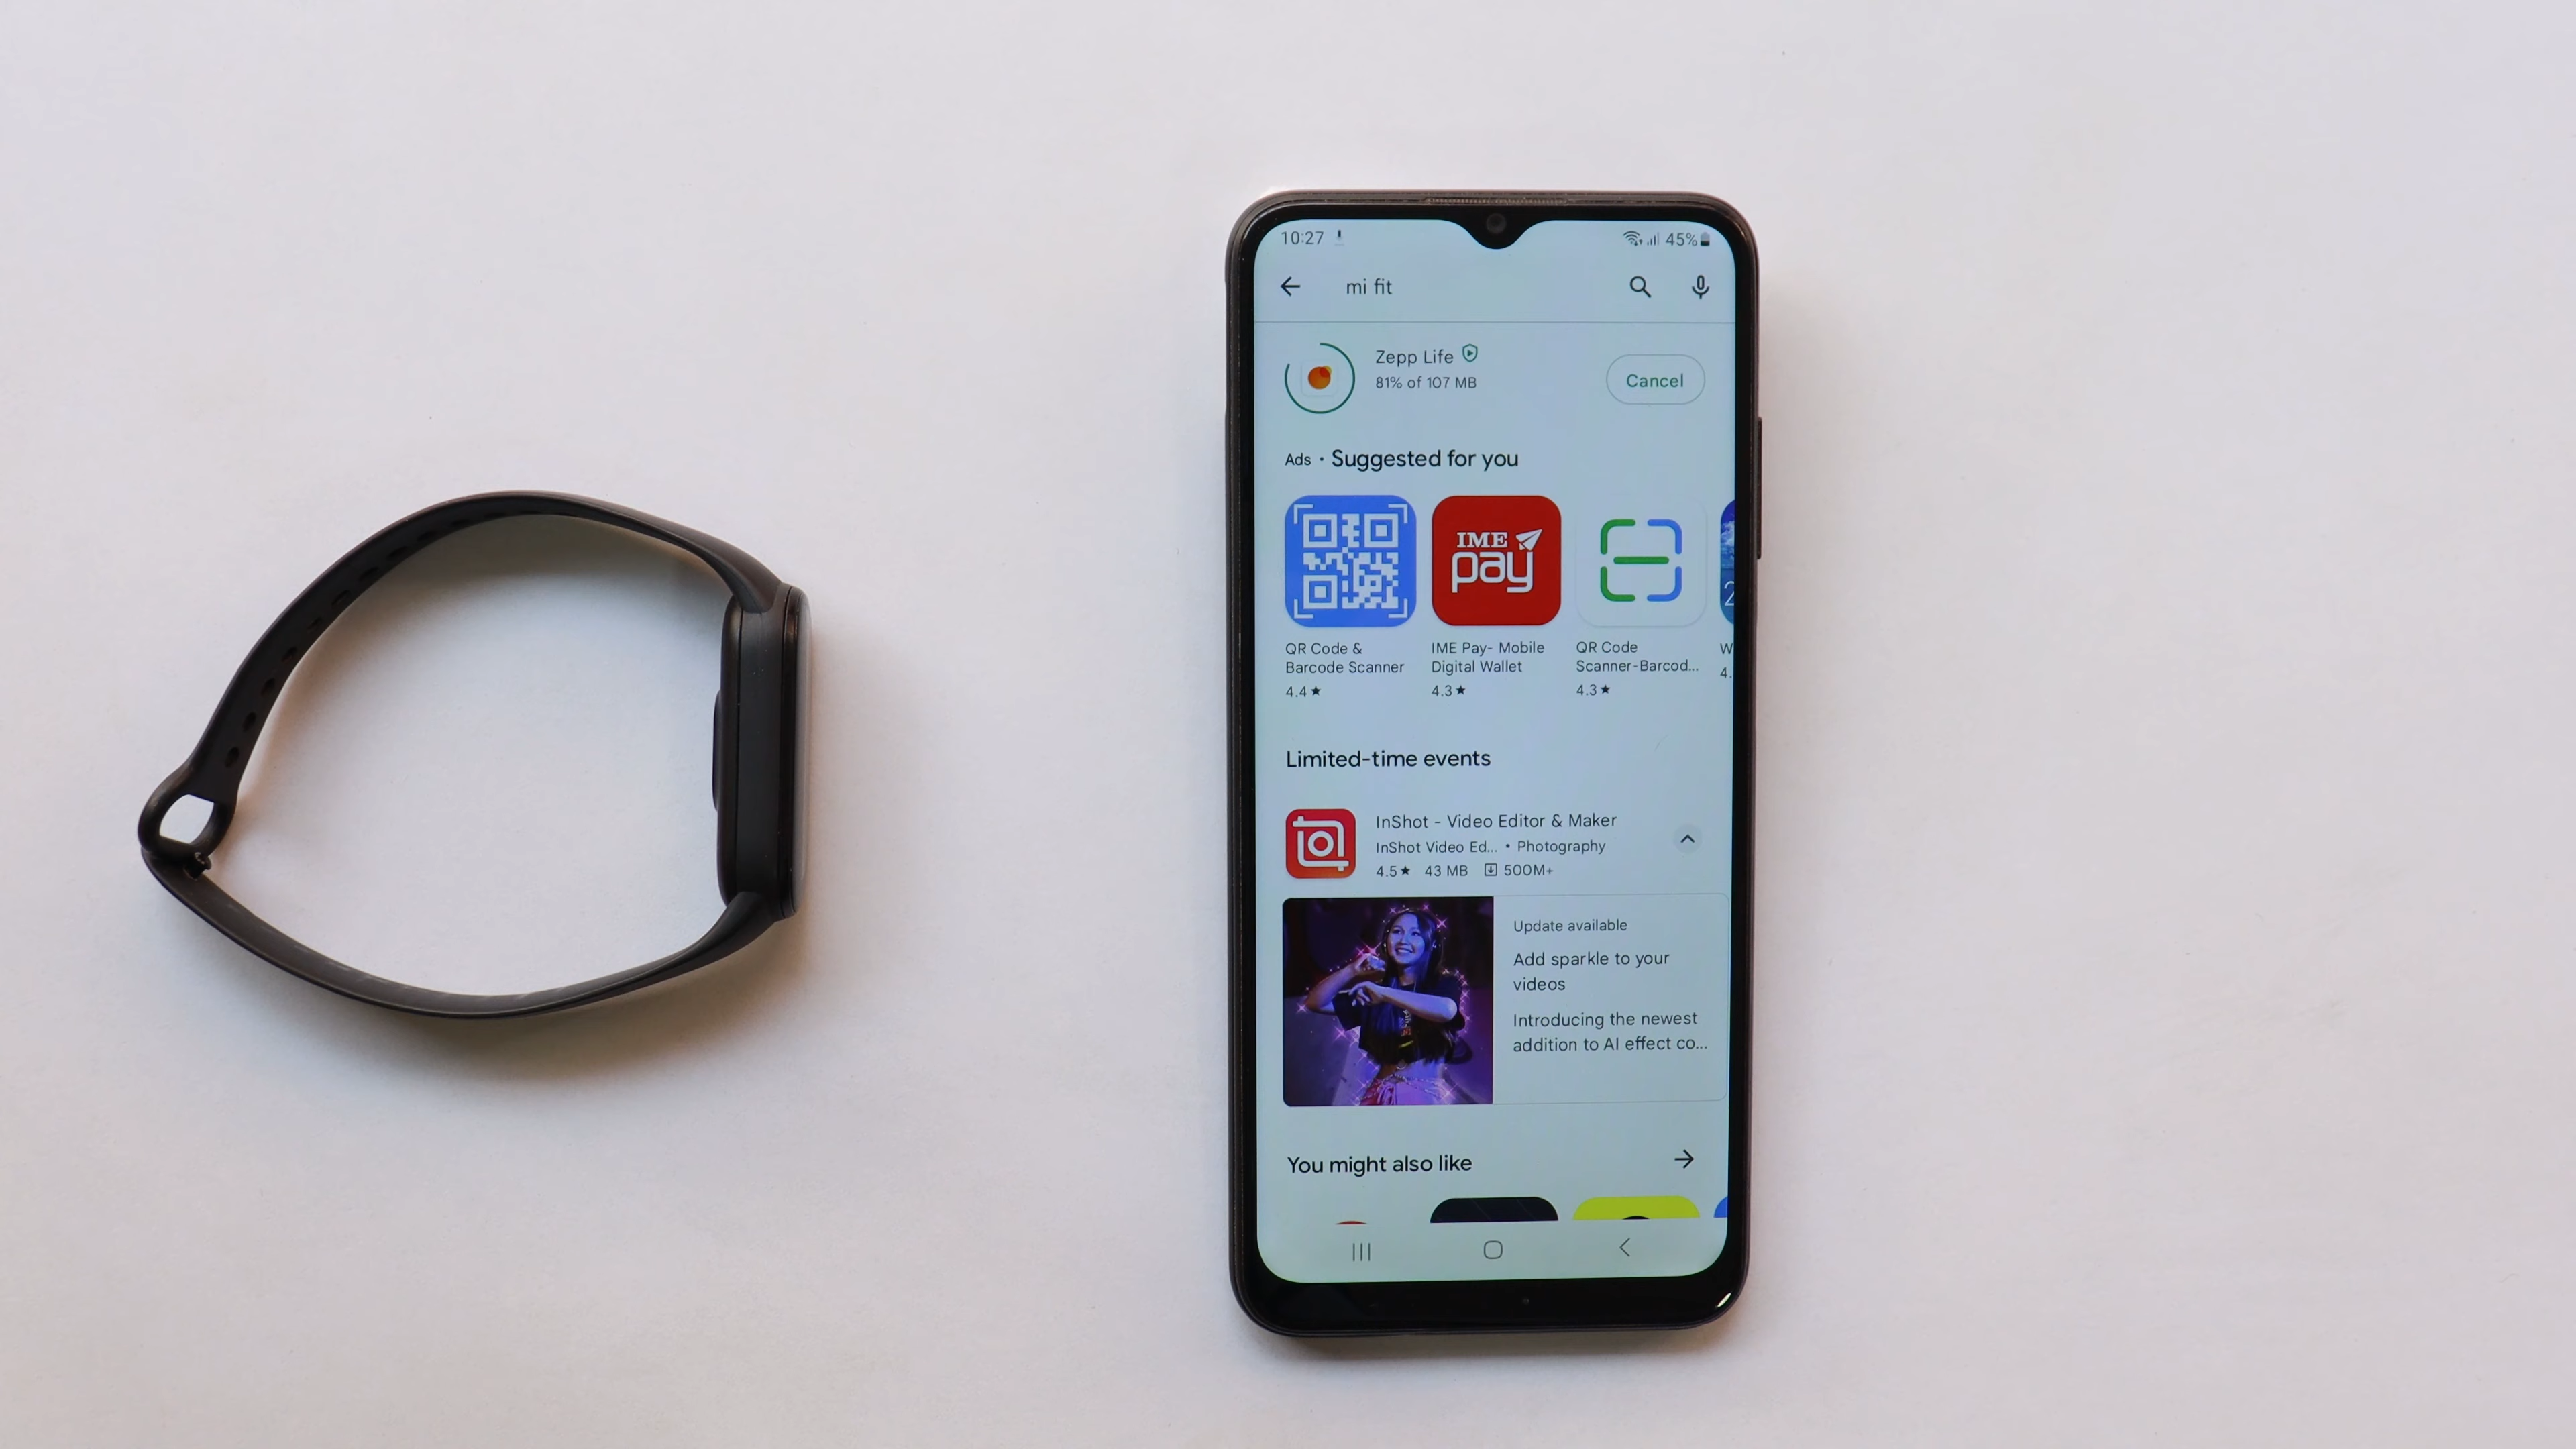 10:27 45%
mi fit
Zepp Life
81% of 107 MB
Cancel
Ads • Suggested for you
IME
pay
QR Code &
Barcode Scanner
4.4★
IME Pay- Mobile
Digital Wallet
4.3★
QR Code
Scanner-Barcod...
4.3★
W
4.
2
Limited-time events
InShot - Video Editor & Maker
InShot Video Ed... • Photography
4.5★ 43 MB 500M+
Update available
Add sparkle to your
videos
Introducing the newest
addition to AI effect co...
You might also like